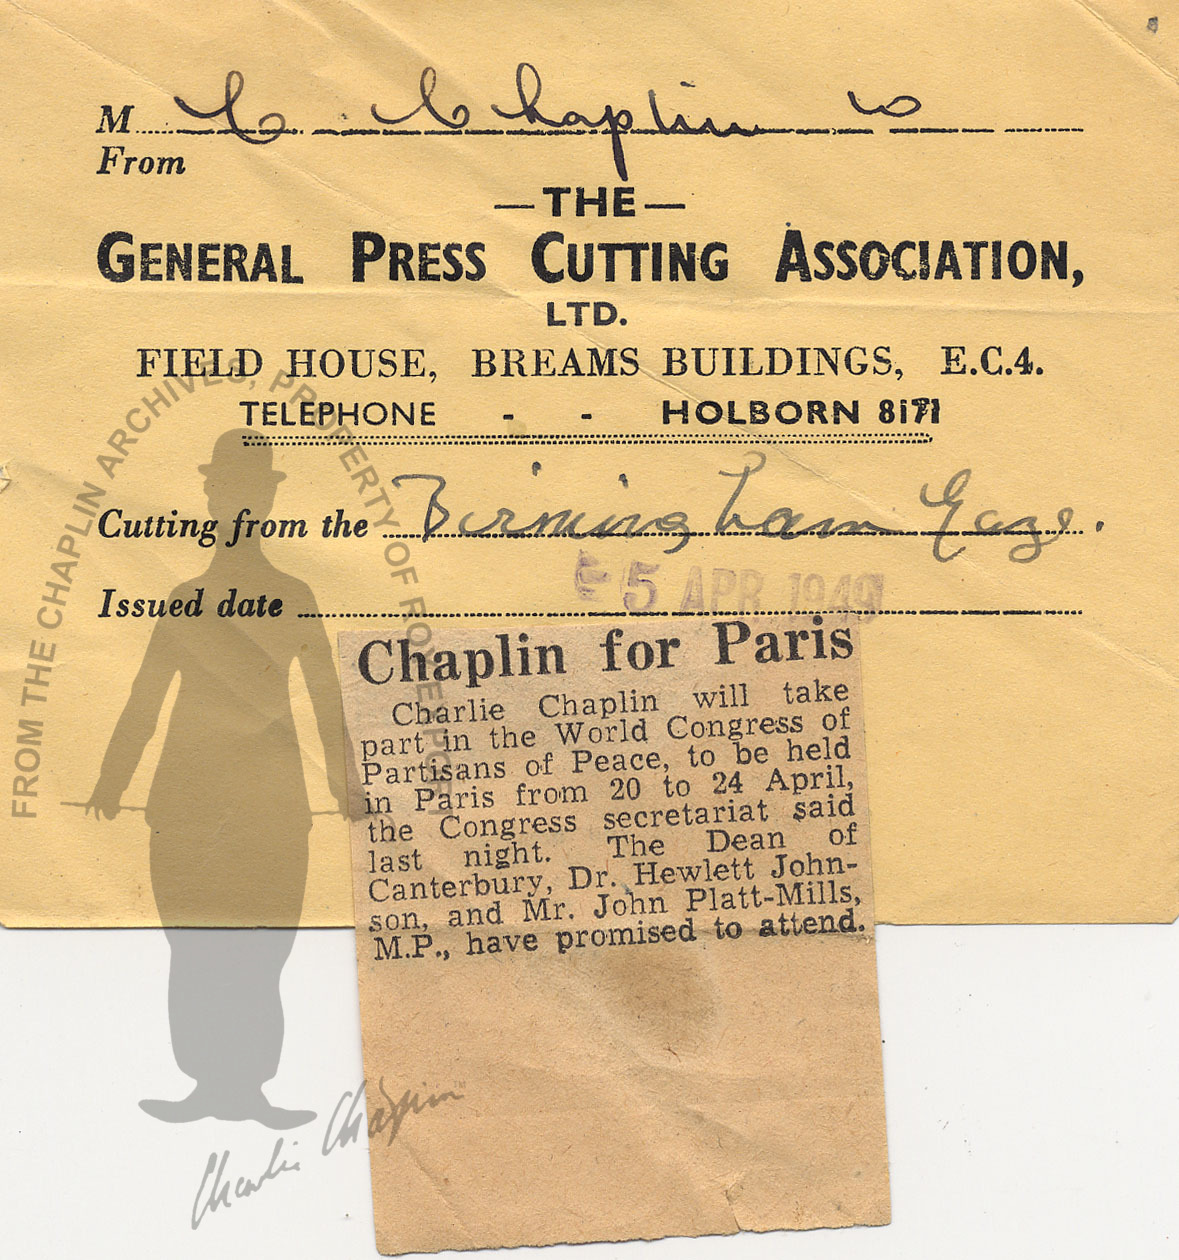 M C. C Chaplin
From
—THE—
GENERAL PRESS CUTTING ASSOCIATION,
LTD.
FIELD HOUSE, BREAMS BUILDINGS, E.C.4.
TELEPHONE - - HOLBORN 8171
Cutting from the Birmingham Gaze.
Issued date 5 APR 1949
Chaplin for Paris
Charlie Chaplin will take
part in the World Congress of
Partisans of Peace, to be held
in Paris from 20 to 24 April,
the Congress secretariat said
last night. The Dean of
Canterbury, Dr. Hewlett John-
son, and Mr. John Platt-Mills,
M.P., have promised to attend.
FROM THE CHAPLIN ARCHIVES, PROPERTY OF ROY EXPORT
Charlie Chaplin